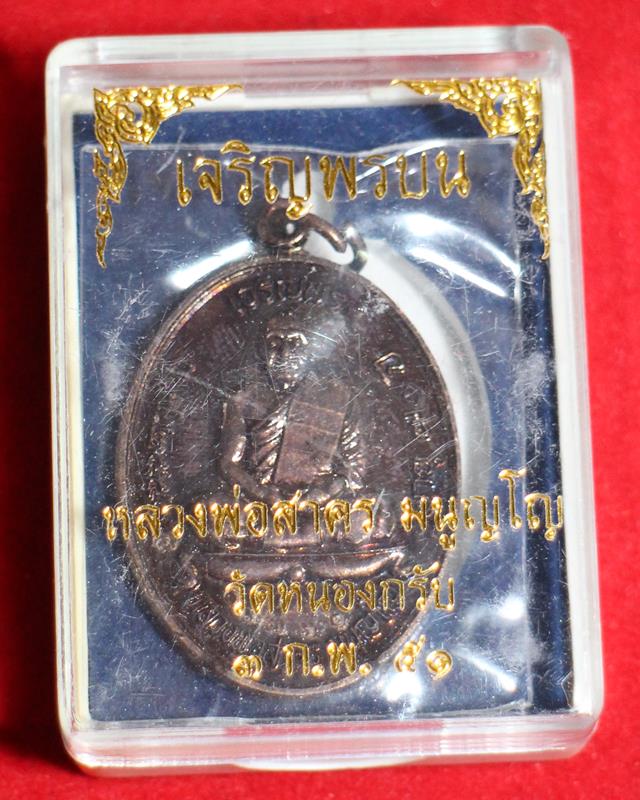 เจริญพรบน
หลวงพ่อสาคร มนุญโญ
วัดหนองกรับ
๓ ก.พ. ๕๑